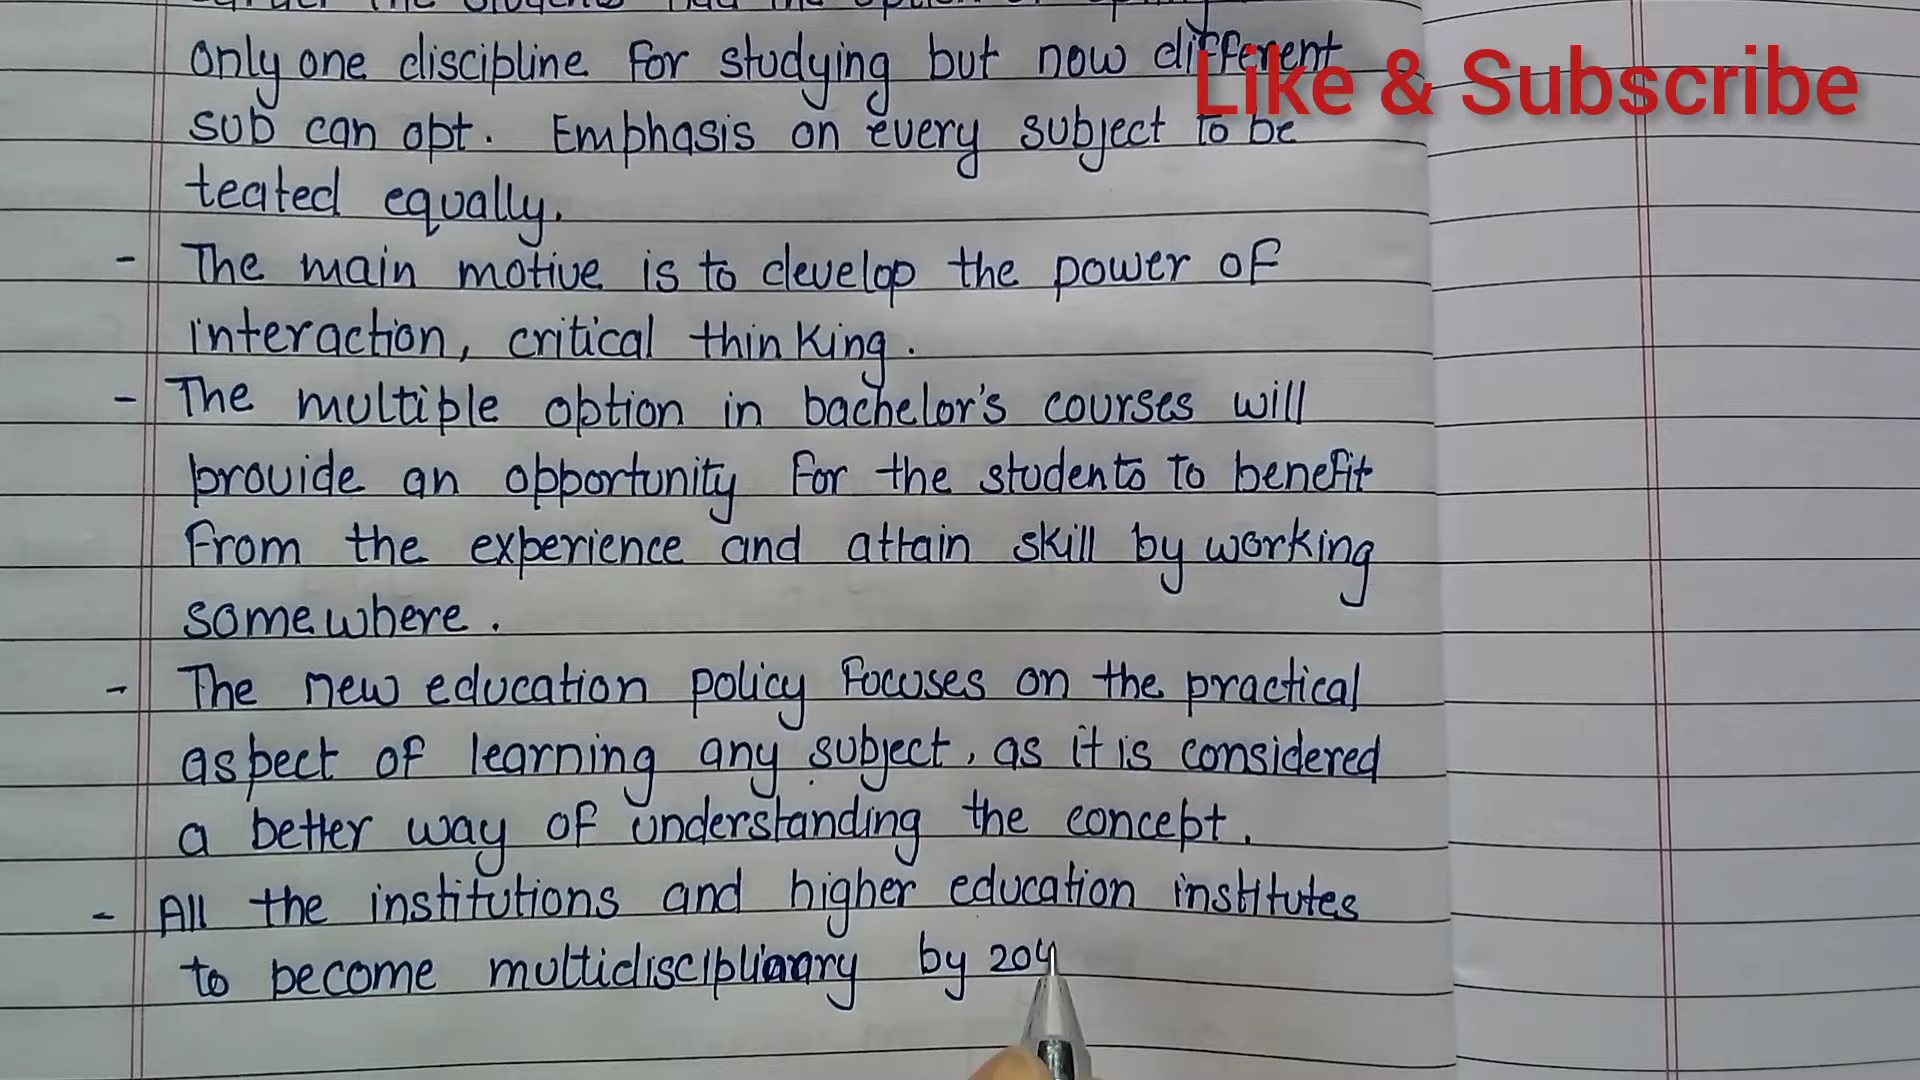 only one discipline for studying but now different
Like & Subscribe
sub can opt. Emphasis on every subject to be
teated equally.
- The main motive is to develop the power of
interaction, critical thinking.
- The multiple option in bachelor's courses will
provide an opportunity for the students to benefit
from the experience and attain skill by working
somewhere.
- The new education policy focuses on the practical
aspect of learning any subject, as it is considered
a better way of understanding the concept.
- All the institutions and higher education institutes
to become multidisciplinary by 204